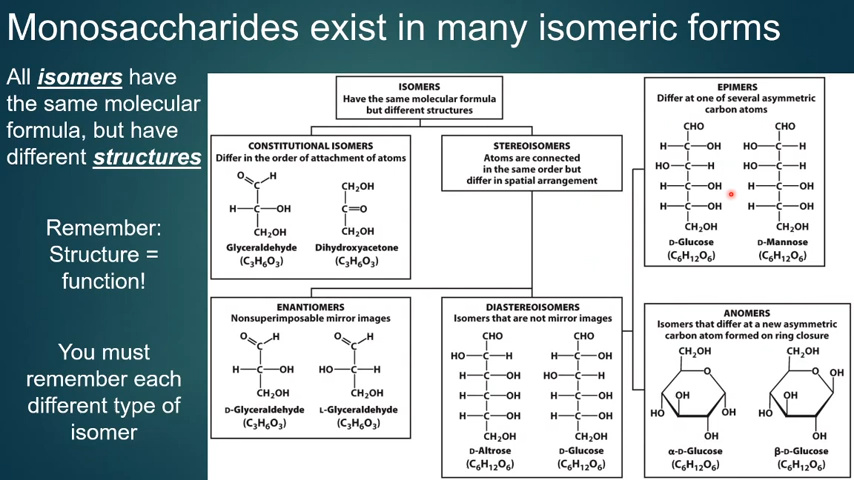 Monosaccharides exist in many isomeric forms
All isomers have
the same molecular
formula, but have
different structures
Remember:
Structure =
function!
You must
remember each
different type of
isomer
ISOMERS
Have the same molecular formula
but different structures
CONSTITUTIONAL ISOMERS
Differ in the order of attachment of atoms
O H
C
H—C—OH
CH₂OH
Glyceraldehyde
(C₃H₆O₃)
CH₂OH
C=O
CH₂OH
Dihydroxyacetone
(C₃H₆O₃)
STEREOISOMERS
Atoms are connected
in the same order but
differ in spatial arrangement
ENANTIOMERS
Nonsuperimposable mirror images
O H
C
H—C—OH
CH₂OH
D-Glyceraldehyde
(C₃H₆O₃)
O H
C
HO—C—H
CH₂OH
L-Glyceraldehyde
(C₃H₆O₃)
DIASTEREOISOMERS
Isomers that are not mirror images
CHO
HO—C—H
H—C—OH
H—C—OH
H—C—OH
CH₂OH
D-Altrose
(C₆H₁₂O₆)
CHO
H—C—OH
HO—C—H
H—C—OH
H—C—OH
CH₂OH
D-Glucose
(C₆H₁₂O₆)
EPIMERS
Differ at one of several asymmetric
carbon atoms
CHO
H—C—OH
HO—C—H
H—C—OH
H—C—OH
CH₂OH
D-Glucose
(C₆H₁₂O₆)
CHO
HO—C—H
HO—C—H
H—C—OH
H—C—OH
CH₂OH
D-Mannose
(C₆H₁₂O₆)
ANOMERS
Isomers that differ at a new asymmetric
carbon atom formed on ring closure
CH₂OH
O
OH
HO OH
OH
α-D-Glucose
(C₆H₁₂O₆)
CH₂OH
O OH
OH
HO
OH
β-D-Glucose
(C₆H₁₂O₆)